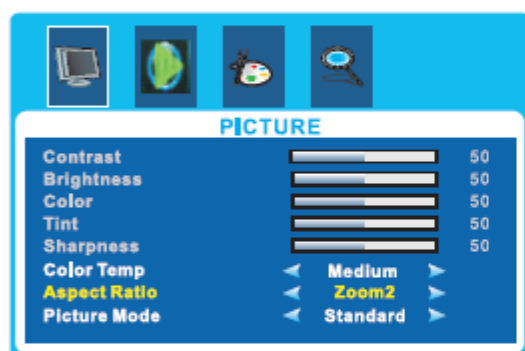 PICTURE
Contrast 50
Brightness 50
Color 50
Tint 50
Sharpness 50
Color Temp Medium
Aspect Ratio Zoom2
Picture Mode Standard